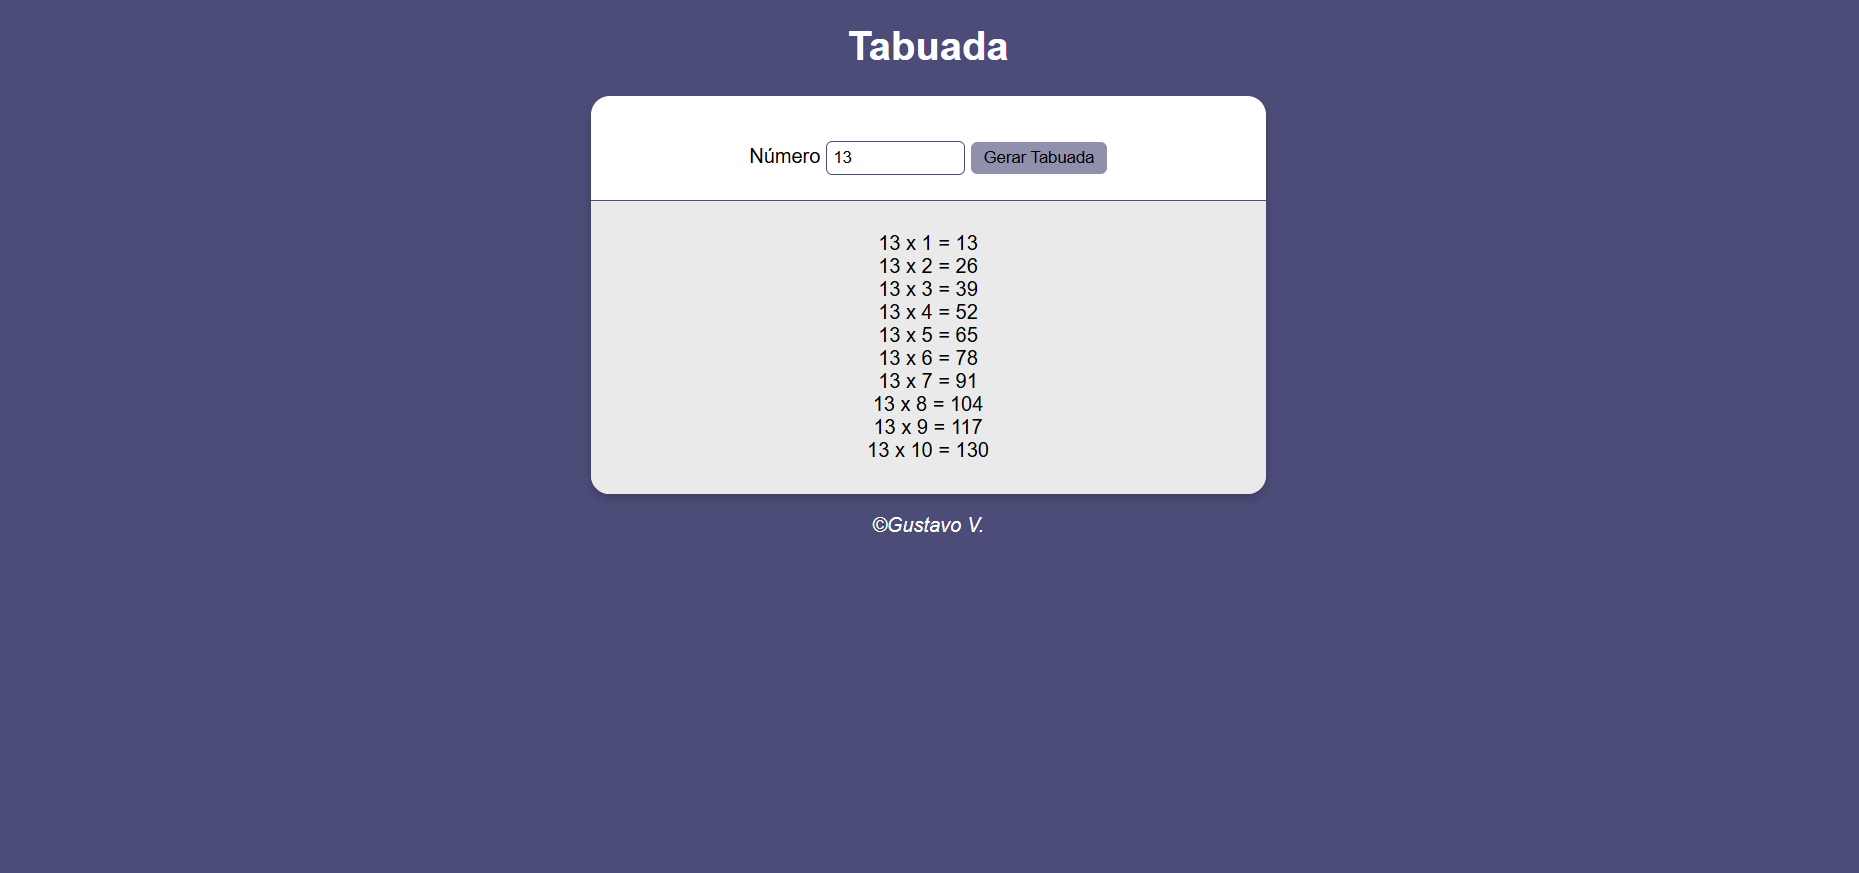 Tabuada
Número 13 Gerar Tabuada
13 x 1 = 13
13 x 2 = 26
13 x 3 = 39
13 x 4 = 52
13 x 5 = 65
13 x 6 = 78
13 x 7 = 91
13 x 8 = 104
13 x 9 = 117
13 x 10 = 130
©Gustavo V.